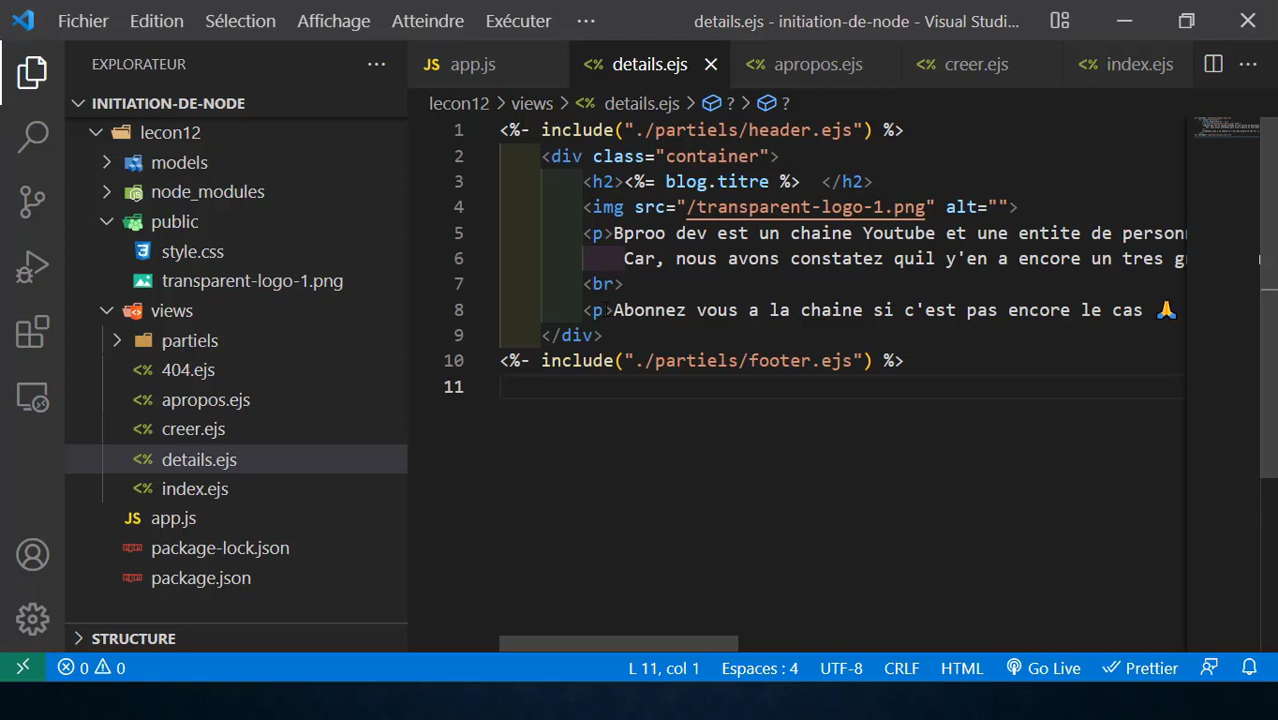 Fichier Edition Sélection Affichage Atteindre Exécuter ··· details.ejs - initiation-de-node - Visual Studi...
EXPLORATEUR ···
JS app.js <% details.ejs <% apropos.ejs <% creer.ejs <% index.ejs ···
INITIATION-DE-NODE
lecon12
models
node_modules
public
style.css
transparent-logo-1.png
views
partiels
404.ejs
apropos.ejs
creer.ejs
details.ejs
index.ejs
JS app.js
package-lock.json
package.json
STRUCTURE
lecon12 > views > <% details.ejs > ? > ?
1 <%- include("./partiels/header.ejs") %>
2 <div class="container">
3 <h2><%= blog.titre %>  </h2>
4 <img src="/transparent-logo-1.png" alt="">
5 <p>Bproo dev est un chaine Youtube et une entite de person
6 Car, nous avons constatez quil y'en a encore un tres g
7 <br>
8 <p>Abonnez vous a la chaine si c'est pas encore le cas 🙏
9 </div>
10 <%- include("./partiels/footer.ejs") %>
11
0 0 L 11, col 1 Espaces : 4 UTF-8 CRLF HTML Go Live Prettier